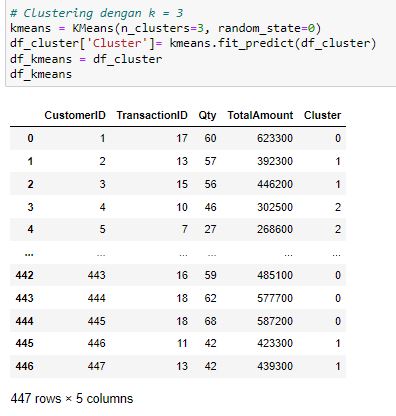 # Clustering dengan k = 3
kmeans = KMeans(n_clusters=3, random_state=0)
df_cluster['Cluster']= kmeans.fit_predict(df_cluster)
df_kmeans = df_cluster
df_kmeans
CustomerID TransactionID Qty TotalAmount Cluster
0 1 17 60 623300 0
1 2 13 57 392300 1
2 3 15 56 446200 1
3 4 10 46 302500 2
4 5 7 27 268600 2
... ... ... ... ... ...
442 443 16 59 485100 0
443 444 18 62 577700 0
444 445 18 68 587200 0
445 446 11 42 423300 1
446 447 13 42 439300 1
447 rows × 5 columns